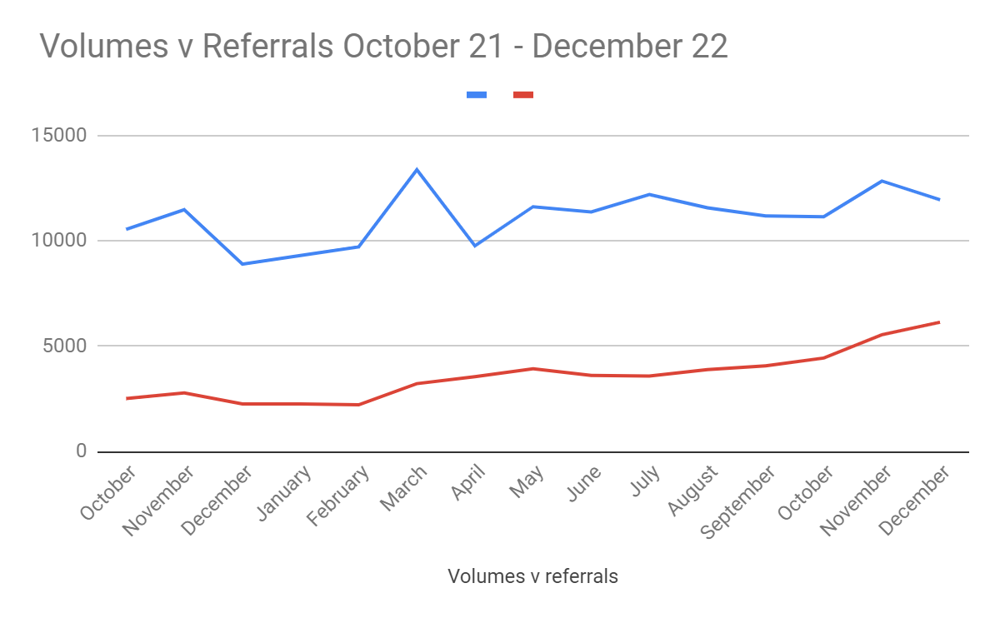 Volumes v Referrals October 21 - December 22
15000
10000
5000
0
October
November
December
January
February
March
April
May
June
July
August
September
October
November
December
Volumes v referrals